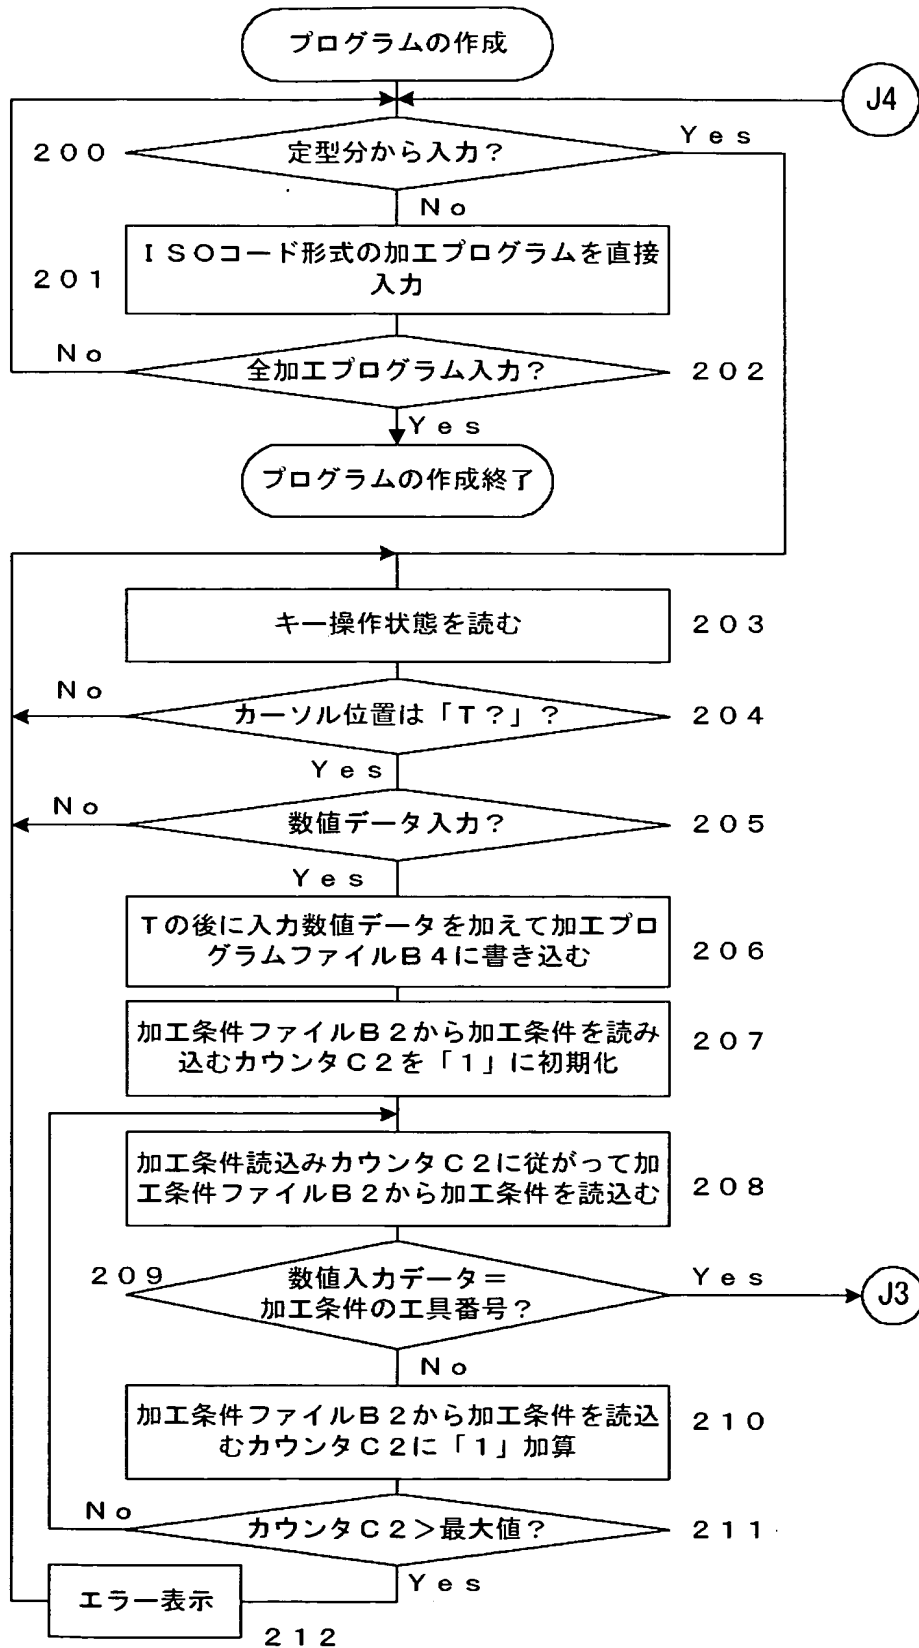 プログラムの作成
J4
200
定型分から入力?
Yes
No
201
ISOコード形式の加工プログラムを直接
入力
No
全加工プログラム入力?
202
Yes
プログラムの作成終了
キー操作状態を読む
203
No
カーソル位置は「T?」?
204
Yes
No
数値データ入力?
205
Yes
Tの後に入力数値データを加えて加工プロ
グラムファイルB4に書き込む
206
加工条件ファイルB2から加工条件を読み
込むカウンタC2を「1」に初期化
207
加工条件読込みカウンタC2に従がって加
工条件ファイルB2から加工条件を読込む
208
209
数値入力データ=
加工条件の工具番号?
Yes
J3
No
加工条件ファイルB2から加工条件を読込
むカウンタC2に「1」加算
210
No
カウンタC2>最大値?
211
Yes
エラー表示
212